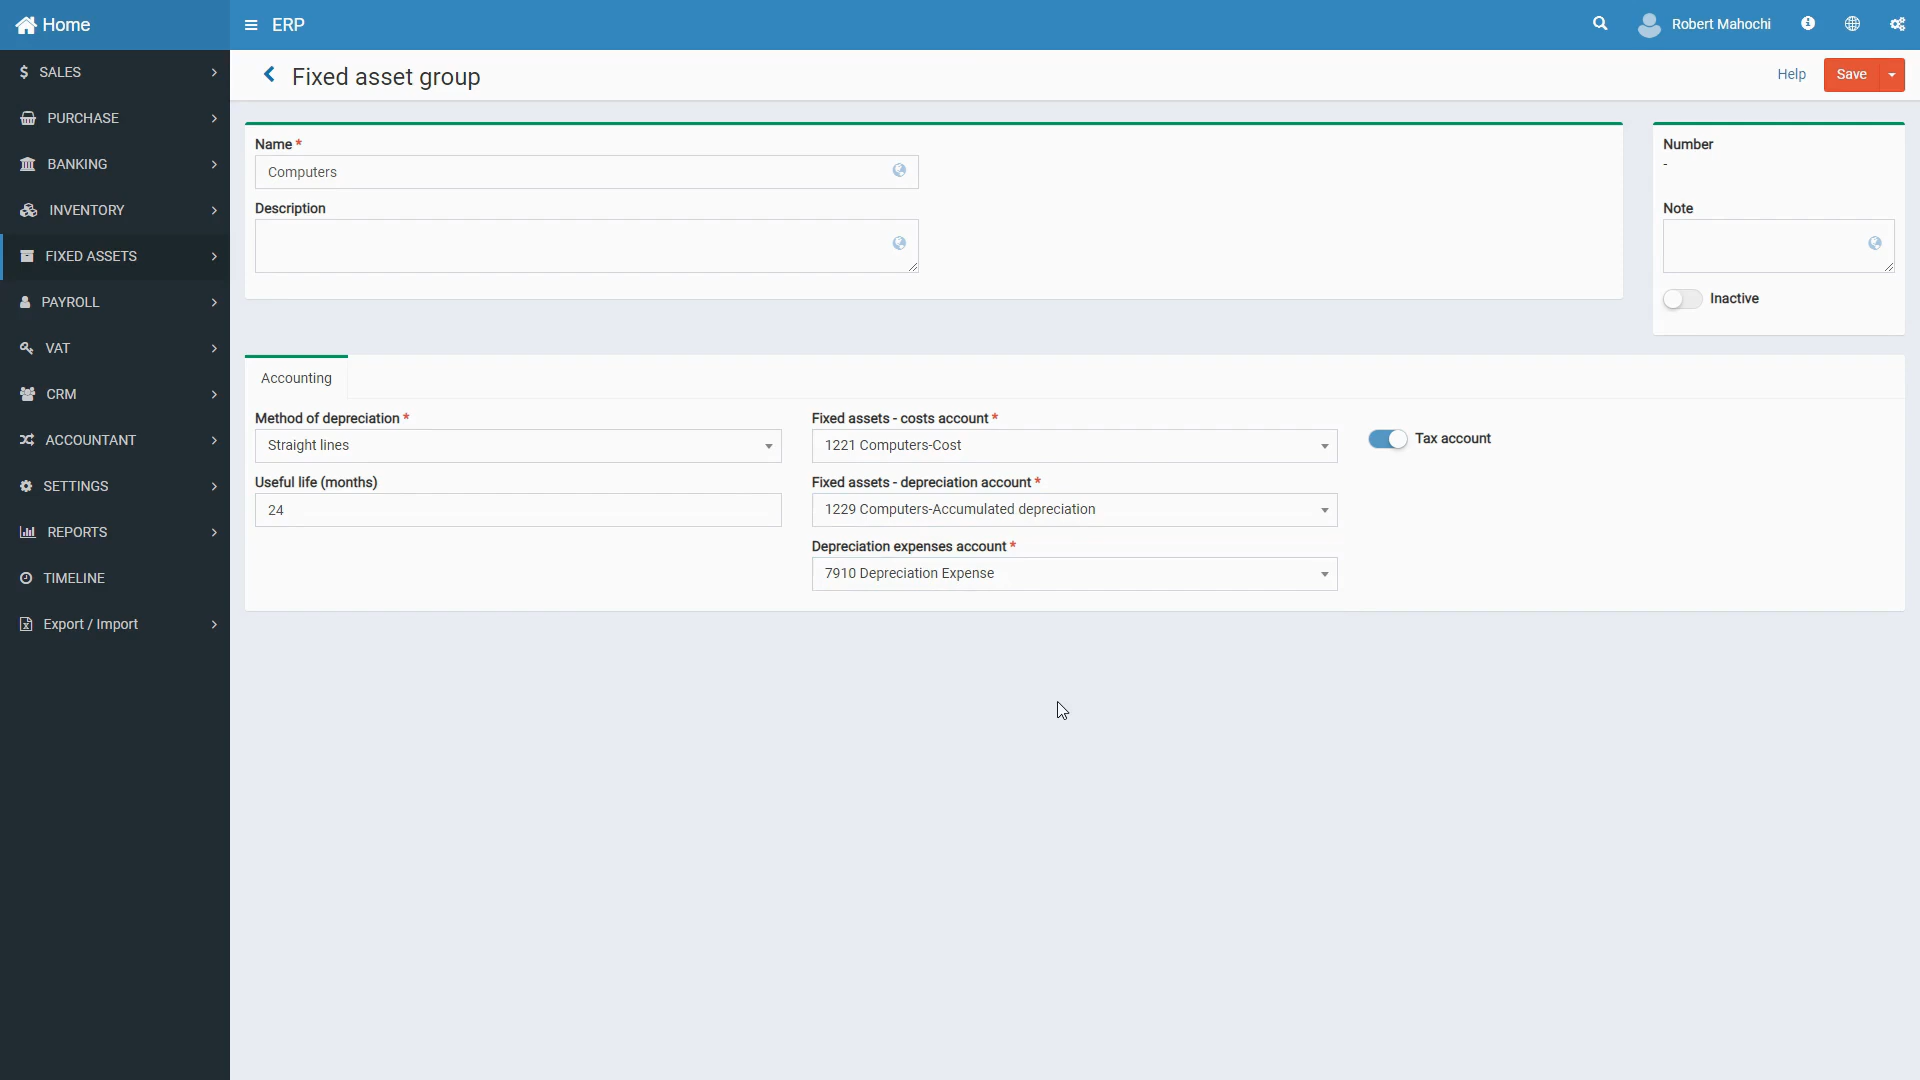 Home
ERP
Robert Mahochi
SALES
PURCHASE
BANKING
INVENTORY
FIXED ASSETS
PAYROLL
VAT
CRM
ACCOUNTANT
SETTINGS
REPORTS
TIMELINE
Export / Import
Fixed asset group
Help
Save
Name *
Computers
Description
Number
-
Note
Inactive
Accounting
Method of depreciation *
Straight lines
Useful life (months)
24
Fixed assets - costs account *
1221 Computers-Cost
Fixed assets - depreciation account *
1229 Computers-Accumulated depreciation
Depreciation expenses account *
7910 Depreciation Expense
Tax account